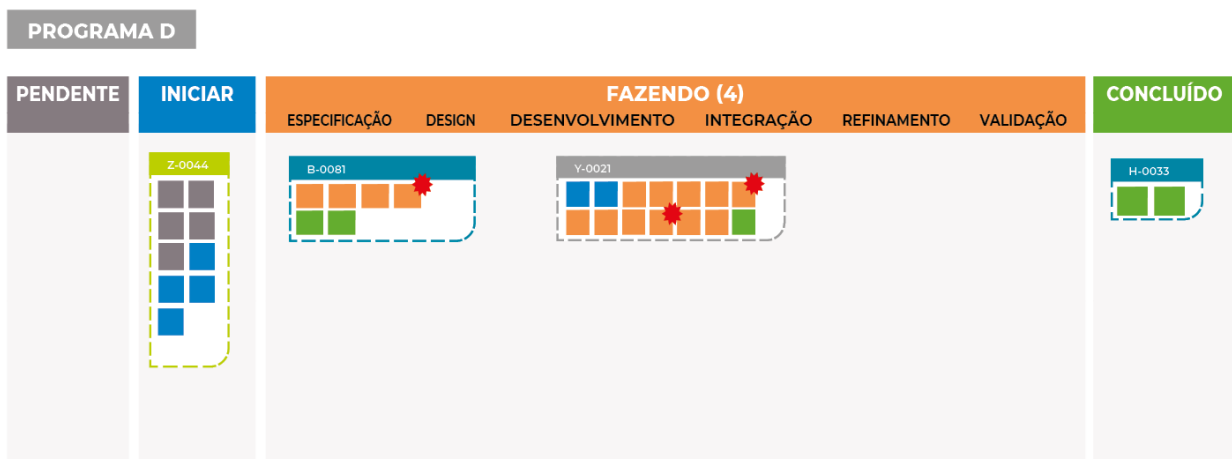 PROGRAMA D
PENDENTE
INICIAR
FAZENDO (4)
CONCLUÍDO
ESPECIFICAÇÃO DESIGN DESENVOLVIMENTO INTEGRAÇÃO REFINAMENTO VALIDAÇÃO
Z-0044
B-0081
Y-0021
H-0033